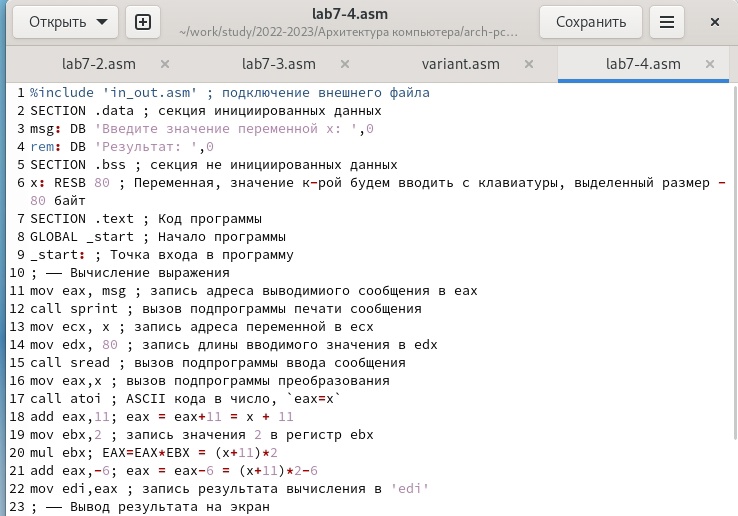 lab7-4.asm
Открыть
Сохранить
~/work/study/2022-2023/Архитектура компьютера/arch-pc…
lab7-2.asm
lab7-3.asm
variant.asm
lab7-4.asm
1 %include 'in_out.asm' ; подключение внешнего файла
2 SECTION .data ; секция инициированных данных
3 msg: DB 'Введите значение переменной х: ',0
4 rem: DB 'Результат: ',0
5 SECTION .bss ; секция не инициированных данных
6 x: RESB 80 ; Переменная, значение к-рой будем вводить с клавиатуры, выделенный размер -
80 байт
7 SECTION .text ; Код программы
8 GLOBAL _start ; Начало программы
9 _start: ; Точка входа в программу
10 ; —— Вычисление выражения
11 mov eax, msg ; запись адреса выводимиого сообщения в eax
12 call sprint ; вызов подпрограммы печати сообщения
13 mov ecx, x ; запись адреса переменной в ecx
14 mov edx, 80 ; запись длины вводимого значения в edx
15 call sread ; вызов подпрограммы ввода сообщения
16 mov eax,x ; вызов подпрограммы преобразования
17 call atoi ; ASCII кода в число, `eax=x`
18 add eax,11; eax = eax+11 = x + 11
19 mov ebx,2 ; запись значения 2 в регистр ebx
20 mul ebx; EAX=EAX*EBX = (x+11)*2
21 add eax,-6; eax = eax-6 = (x+11)*2-6
22 mov edi,eax ; запись результата вычисления в 'edi'
23 ; —— Вывод результата на экран